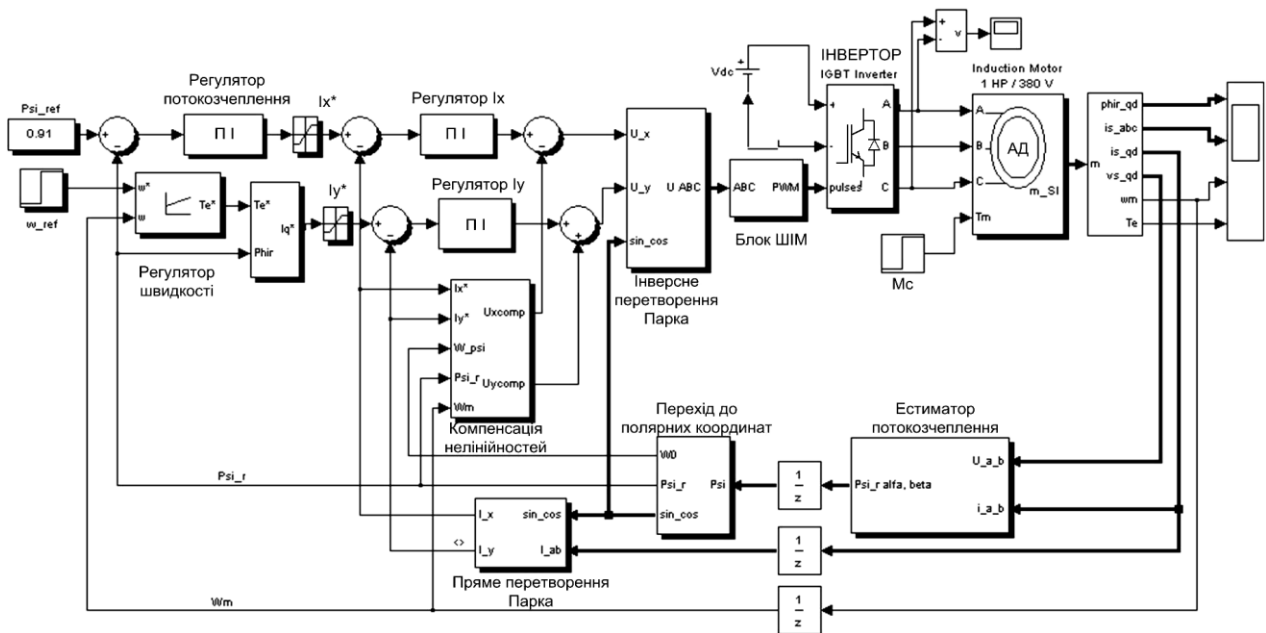 Psi_ref
0.91
Регулятор
потокозчеплення
П І
Ix*
Регулятор Ix
П І
w_ref
w*
w
Te*
Регулятор
швидкості
Te*
Phir
Iq*
Iy*
Регулятор Iy
П І
U_x
U_y
sin_cos
U ABC
Інверсне
перетворення
Парка
ABC
PWM
Блок ШІМ
Vdc
+
ІНВЕРТОР
IGBT Inverter
+
-
pulses
A
B
C
+
-
v
Induction Motor
1 HP / 380 V
A
B
C
Tm
АД
m_SI
Mc
m
phir_qd
is_abc
is_qd
vs_qd
wm
Te
Ix*
Iy*
W_psi
Psi_r
Wm
Uxcomp
Uycomp
Компенсація
нелінійностей
Перехід до
полярних координат
W0
Psi_r
sin_cos
Psi
Естиматор
потокозчеплення
Psi_r alfa, beta
U_a_b
i_a_b
1
z
1
z
1
z
Psi_r
I_x
I_y
sin_cos
I_ab
<>
Пряме перетворення
Парка
Wm